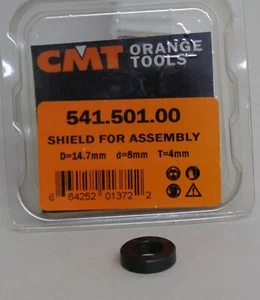 CMT ORANGE TOOLS
541.501.00
SHIELD FOR ASSEMBLY
D=14.7mm d=8mm T=4mm
6 64252 01372 2